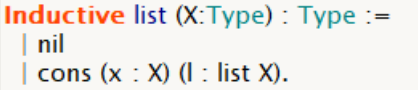 Inductive list (X:Type) : Type :=
| nil
| cons (x : X) (l : list X).